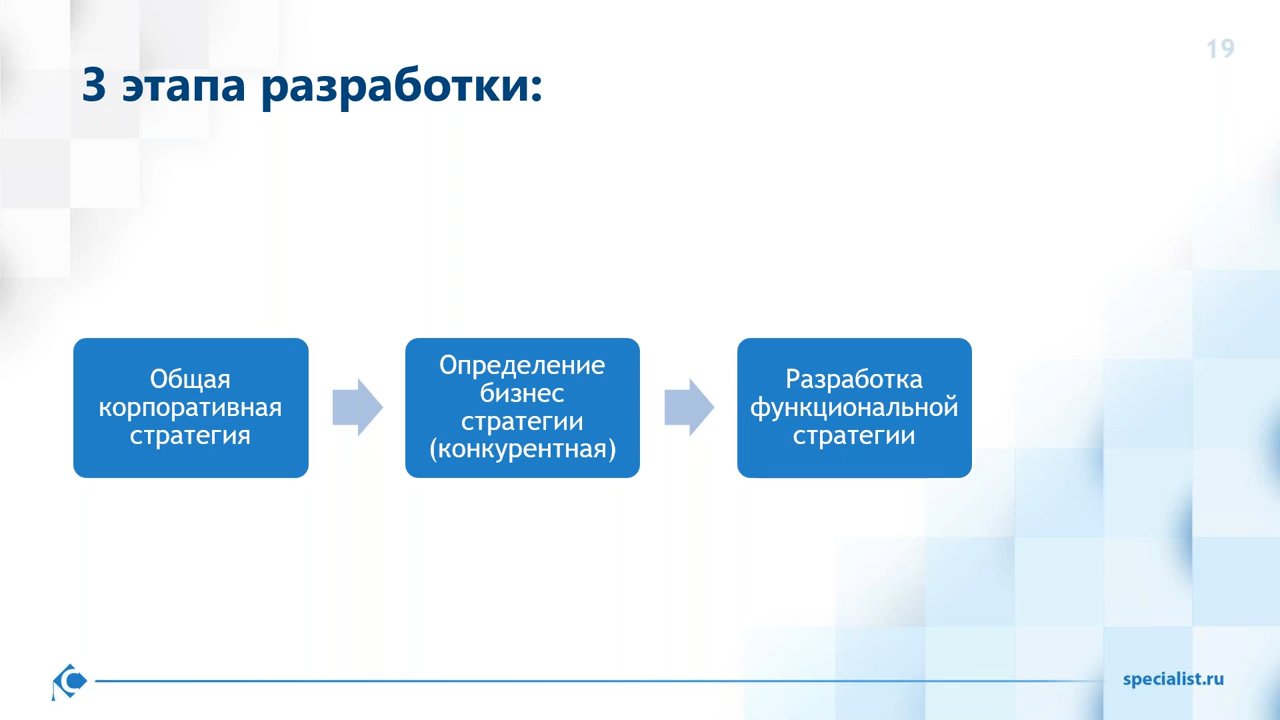 19
3 этапа разработки:
Общая
корпоративная
стратегия
Определение
бизнес
стратегии
(конкурентная)
Разработка
функциональной
стратегии
specialist.ru